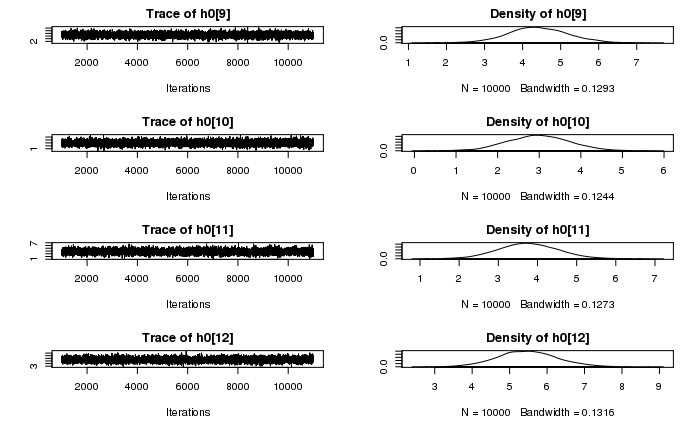 Trace of h0[9]
2
2000 4000 6000 8000 10000
Iterations
Density of h0[9]
0.0
1 2 3 4 5 6 7
N = 10000 Bandwidth = 0.1293
Trace of h0[10]
1
2000 4000 6000 8000 10000
Iterations
Density of h0[10]
0.0
0 1 2 3 4 5 6
N = 10000 Bandwidth = 0.1244
Trace of h0[11]
1 7
2000 4000 6000 8000 10000
Iterations
Density of h0[11]
0.0
1 2 3 4 5 6 7
N = 10000 Bandwidth = 0.1273
Trace of h0[12]
3
2000 4000 6000 8000 10000
Iterations
Density of h0[12]
0.0
3 4 5 6 7 8 9
N = 10000 Bandwidth = 0.1316